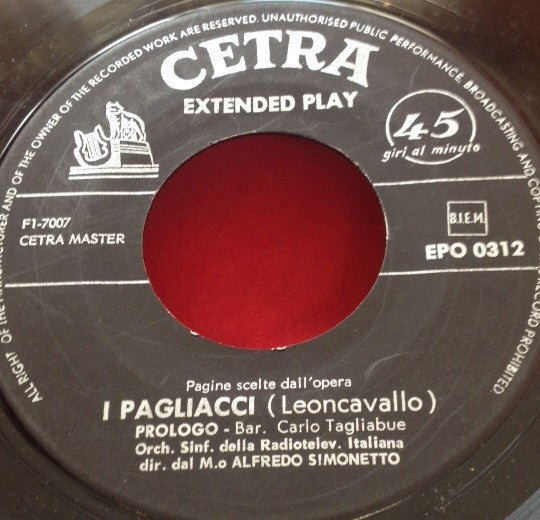 ALL RIGHT OF THE MANUFACTURER AND OF THE OWNER OF THE RECORDED WORK ARE RESERVED. UNAUTHORISED PUBLIC PERFORMANCE, BROADCASTING AND COPYING OF RECORD PROHIBITED
CETRA
EXTENDED PLAY
45
giri al minuto
F1-7007
CETRA MASTER
B.I.E.M.
EPO 0312
Pagine scelte dall'opera
I PAGLIACCI (Leoncavallo)
PROLOGO - Bar. Carlo Tagliabue
Orch. Sinf. della Radiotelev. Italiana
dir. dal M.o ALFREDO SIMONETTO